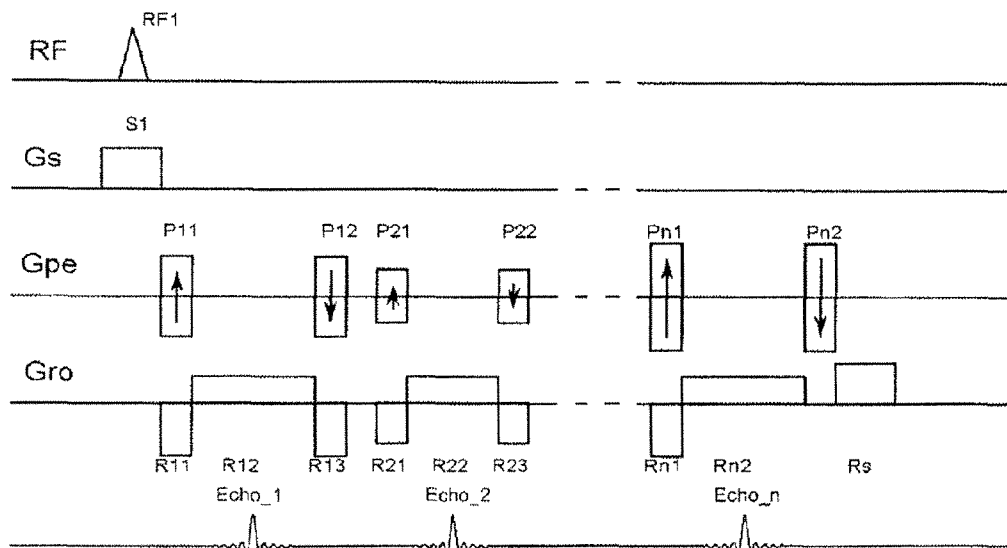 RF1
RF
S1
Gs
P11 P12 P21 P22 Pn1 Pn2
Gpe
Gro
R11 R12 R13 R21 R22 R23 Rn1 Rn2 Rs
Echo_1 Echo_2 Echo_n